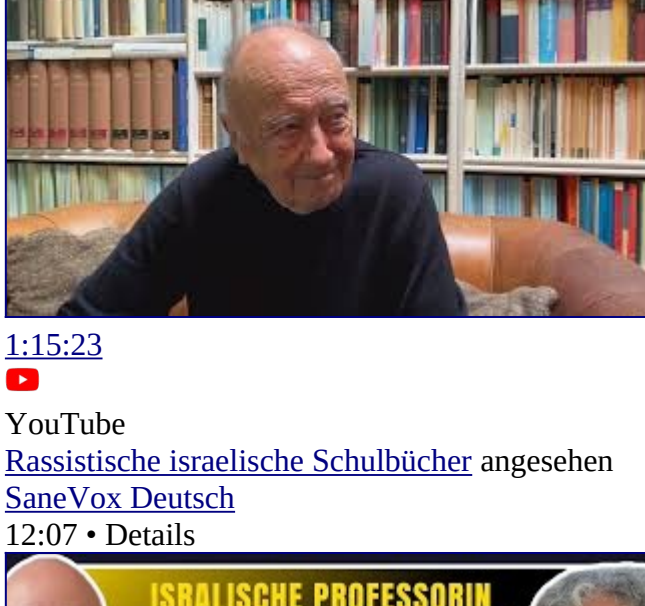 1:15:23
YouTube
Rassistische israelische Schulbücher angesehen
SaneVox Deutsch
12:07 • Details
ISRALISCHE PROFESSORIN